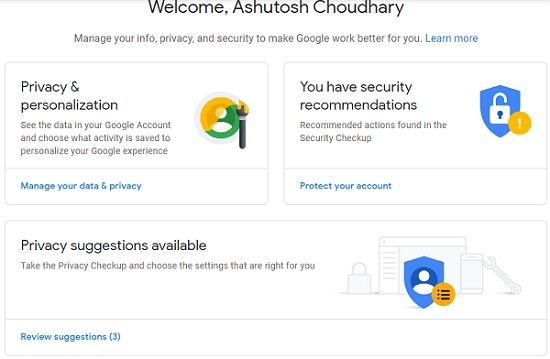 Welcome, Ashutosh Choudhary
Manage your info, privacy, and security to make Google work better for you. Learn more
Privacy &
personalization
See the data in your Google Account
and choose what activity is saved to
personalize your Google experience
Manage your data & privacy
You have security
recommendations
Recommended actions found in the
Security Checkup
Protect your account
Privacy suggestions available
Take the Privacy Checkup and choose the settings that are right for you
Review suggestions (3)